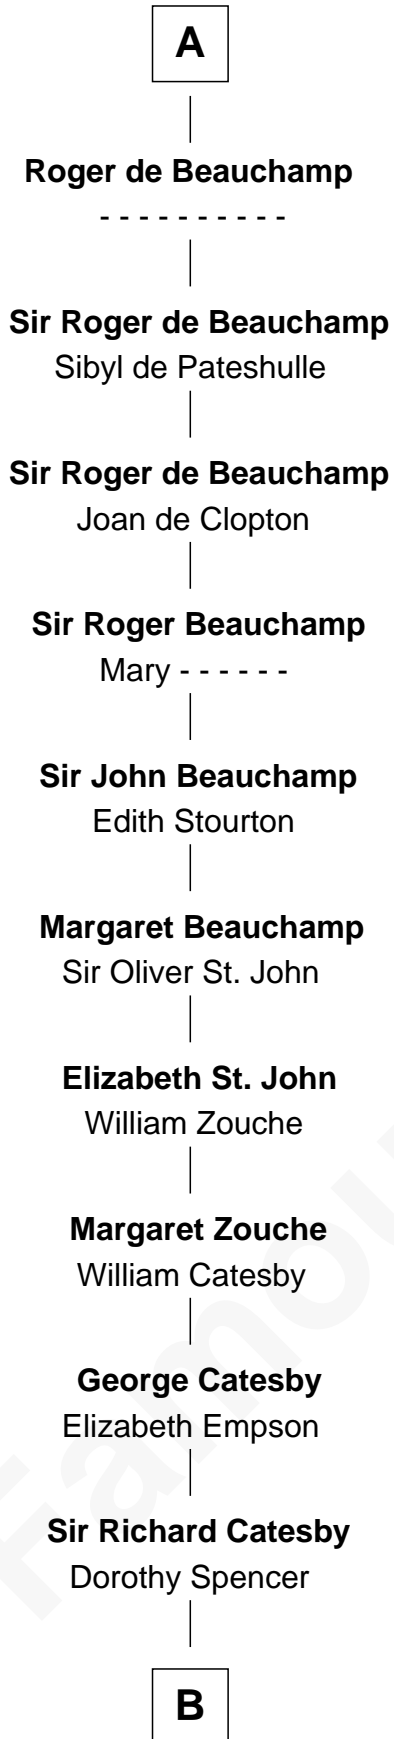 A
Roger de Beauchamp
- - - - - - - - - -
Sir Roger de Beauchamp
Sibyl de Pateshulle
Sir Roger de Beauchamp
Joan de Clopton
Sir Roger Beauchamp
Mary - - - - - -
Sir John Beauchamp
Edith Stourton
Margaret Beauchamp
Sir Oliver St. John
Elizabeth St. John
William Zouche
Margaret Zouche
William Catesby
George Catesby
Elizabeth Empson
Sir Richard Catesby
Dorothy Spencer
B